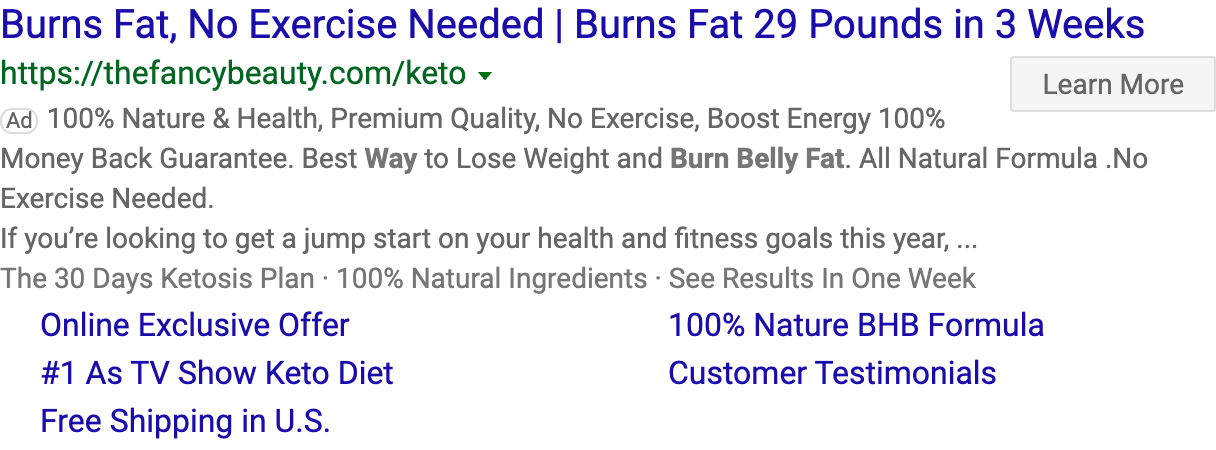 Burns Fat, No Exercise Needed | Burns Fat 29 Pounds in 3 Weeks
https://thefancybeauty.com/keto
Learn More
Ad 100% Nature & Health, Premium Quality, No Exercise, Boost Energy 100%
Money Back Guarantee. Best Way to Lose Weight and Burn Belly Fat. All Natural Formula .No
Exercise Needed.
If you’re looking to get a jump start on your health and fitness goals this year, ...
The 30 Days Ketosis Plan · 100% Natural Ingredients · See Results In One Week
Online Exclusive Offer
100% Nature BHB Formula
#1 As TV Show Keto Diet
Customer Testimonials
Free Shipping in U.S.